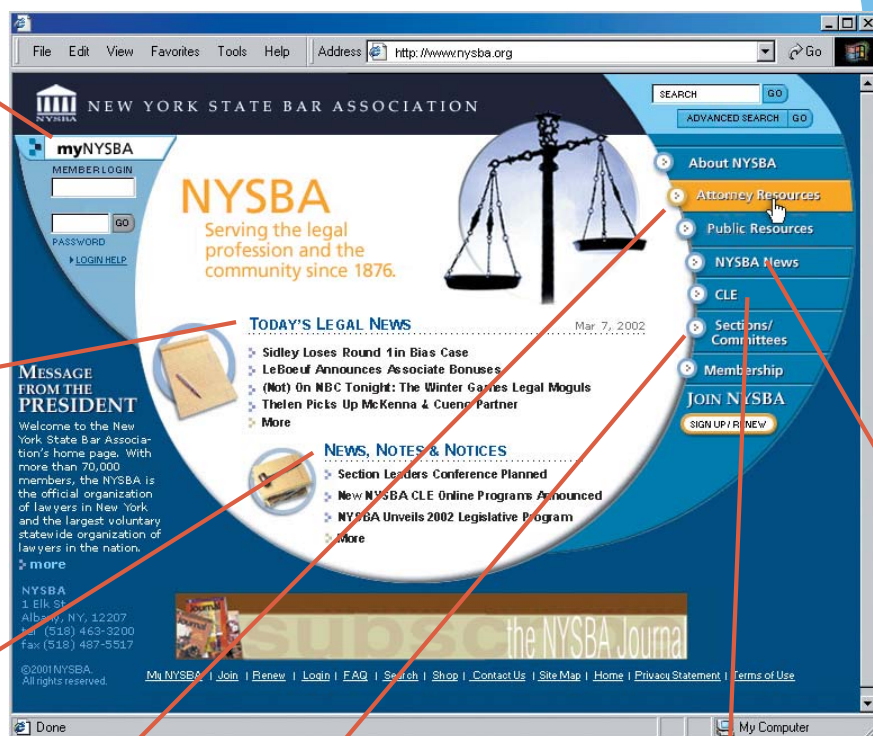 File Edit View Favorites Tools Help Address http://www.nysba.org Go
NYSBA
NEW YORK STATE BAR ASSOCIATION
SEARCH GO
ADVANCED SEARCH GO
myNYSBA
MEMBER LOGIN
GO
PASSWORD
LOGIN HELP
NYSBA
Serving the legal
profession and the
community since 1876.
About NYSBA
Attorney Resources
Public Resources
NYSBA News
CLE
Sections/
Committees
Membership
JOIN NYSBA
SIGN UP / RENEW
TODAY'S LEGAL NEWS Mar 7, 2002
Sidley Loses Round 1 in Bias Case
LeBoeuf Announces Associate Bonuses
(Not) On NBC Tonight: The Winter Games Legal Moguls
Thelen Picks Up McKenna & Cuneo Partner
More
NEWS, NOTES & NOTICES
Section Leaders Conference Planned
New NYSBA CLE Online Programs Announced
NYSBA Unveils 2002 Legislative Program
More
MESSAGE
FROM THE
PRESIDENT
Welcome to the New
York State Bar Associa-
tion's home page. With
more than 70,000
members, the NYSBA is
the official organization
of lawyers in New York
and the largest voluntary
statewide organization of
lawyers in the nation.
more
NYSBA
1 Elk St
Albany, NY, 12207
tel (518) 463-3200
fax (518) 487-5517
©2001 NYSBA.
All rights reserved.
Journal
subsc
the NYSBA Journal
My NYSBA | Join | Renew | Login | FAQ | Search | Shop | Contact Us | Site Map | Home | Privacy Statement | Terms of Use
Done My Computer